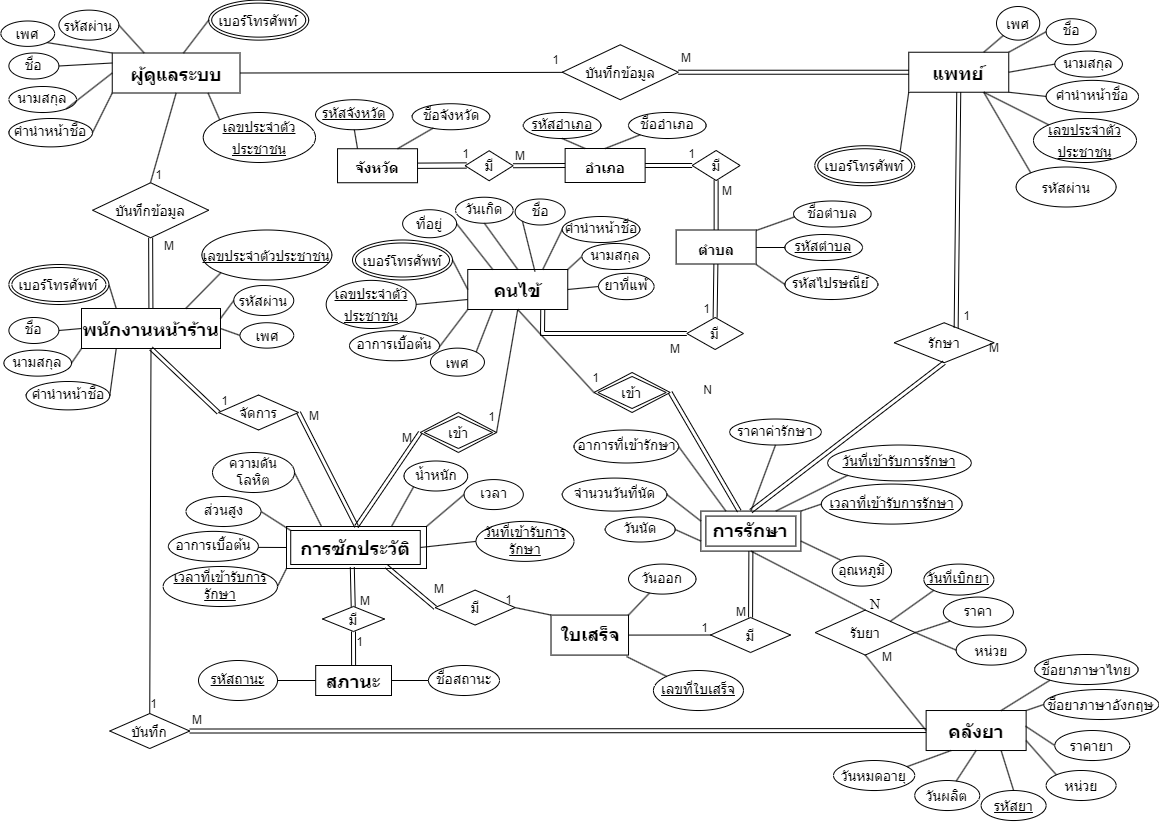 เบอร์โทรศัพท์
รหัสผ่าน
เพศ
ชื่อ
นามสกุล
คำนำหน้าชื่อ
ผู้ดูแลระบบ
เลขประจำตัว
ประชาชน
1
บันทึกข้อมูล
M
แพทย์
เพศ
ชื่อ
นามสกุล
คำนำหน้าชื่อ
เลขประจำตัว
ประชาชน
รหัสผ่าน
เบอร์โทรศัพท์
รหัสจังหวัด
ชื่อจังหวัด
จังหวัด
1
มี
M
รหัสอำเภอ
ชื่ออำเภอ
อำเภอ
1
มี
M
ตำบล
ชื่อตำบล
รหัสตำบล
รหัสไปรษณีย์
1
มี
M
1
บันทึกข้อมูล
M
ที่อยู่
วันเกิด
ชื่อ
คำนำหน้าชื่อ
นามสกุล
ยาที่แพ้
เบอร์โทรศัพท์
เลขประจำตัว
ประชาชน
อาการเบื้อต้น
เพศ
คนไข้
เลขประจำตัวประชาชน
เบอร์โทรศัพท์
รหัสผ่าน
เพศ
ชื่อ
นามสกุล
คำนำหน้าชื่อ
พนักงานหน้าร้าน
1
รักษา
M
1
จัดการ
M
1
เข้า
M
1
เข้า
N
ความดัน
โลหิต
น้ำหนัก
เวลา
ส่วนสูง
อาการเบื้อต้น
เวลาที่เข้ารับการ
รักษา
วันที่เข้ารับการ
รักษา
การซักประวัติ
ราคาค่ารักษา
อาการที่เข้ารักษา
จำนวนวันที่นัด
วันนัด
วันที่เข้ารับการรักษา
เวลาที่เข้ารับการรักษา
อุณหภูมิ
การรักษา
M
มี
1
M
มี
1
วันออก
ใบเสร็จ
เลขที่ใบเสร็จ
1
มี
M
รหัสถานะ
สภานะ
ชื่อสถานะ
N
รับยา
M
วันที่เบิกยา
ราคา
หน่วย
1
บันทึก
M
คลังยา
ชื่อยาภาษาไทย
ชื่อยาภาษาอังกฤษ
ราคายา
หน่วย
รหัสยา
วันผลิต
วันหมดอายุ